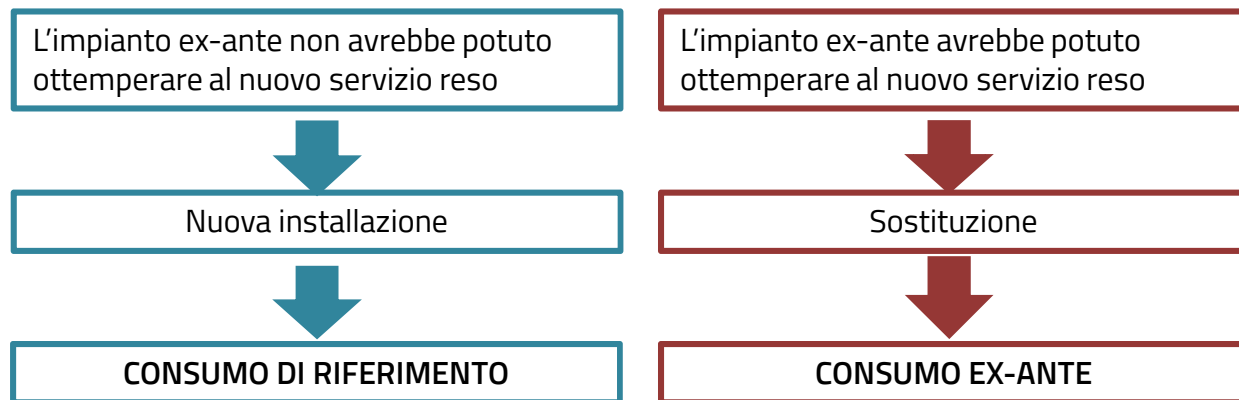 L'impianto ex-ante non avrebbe potuto
ottemperare al nuovo servizio reso
Nuova installazione
CONSUMO DI RIFERIMENTO
L'impianto ex-ante avrebbe potuto
ottemperare al nuovo servizio reso
Sostituzione
CONSUMO EX-ANTE